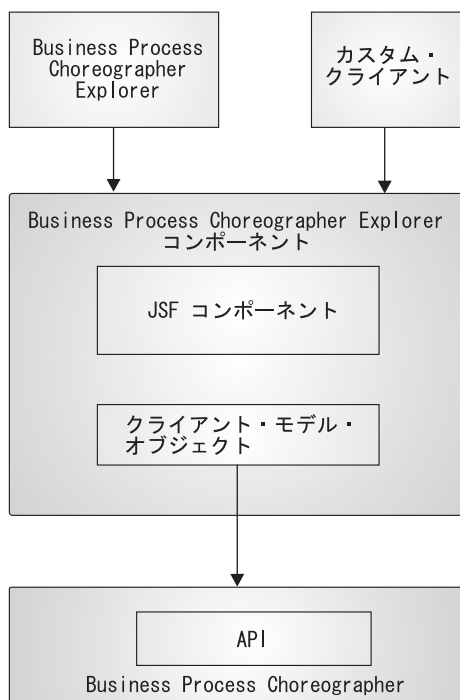 Business Process
Choreographer
Explorer
カスタム・
クライアント
Business Process Choreographer Explorer
コンポーネント
JSF コンポーネント
クライアント・モデル・
オブジェクト
API
Business Process Choreographer